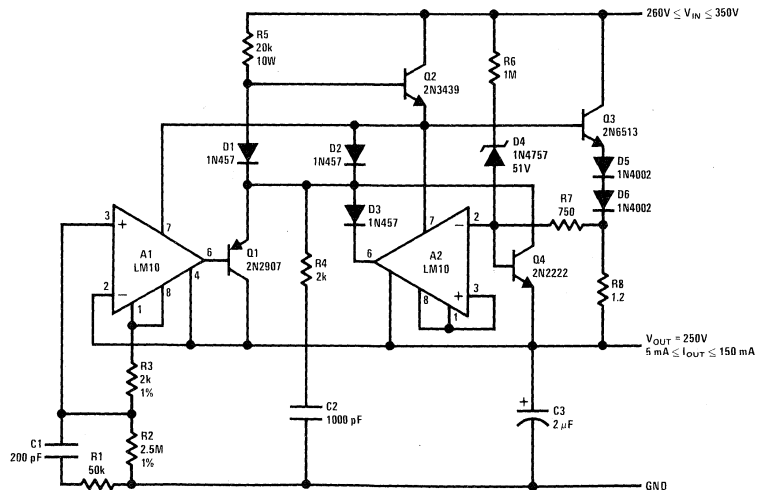 260V ≤ VIN ≤ 350V
R5
20k
10W
R6
1M
Q2
2N3439
Q3
2N6513
D1
1N457
D2
1N457
D4
1N4757
51V
D5
1N4002
D6
1N4002
R7
750
D3
1N457
3
+
7
A1
LM10
6
4
2
−
1
8
Q1
2N2907
R4
2k
7
2
−
6
A2
LM10
3
+
8
1
Q4
2N2222
R8
1.2
VOUT = 250V
5 mA ≤ IOUT ≤ 150 mA
R3
2k
1%
C1
200 pF
R1
50k
R2
2.5M
1%
C2
1000 pF
+
C3
2 μF
GND